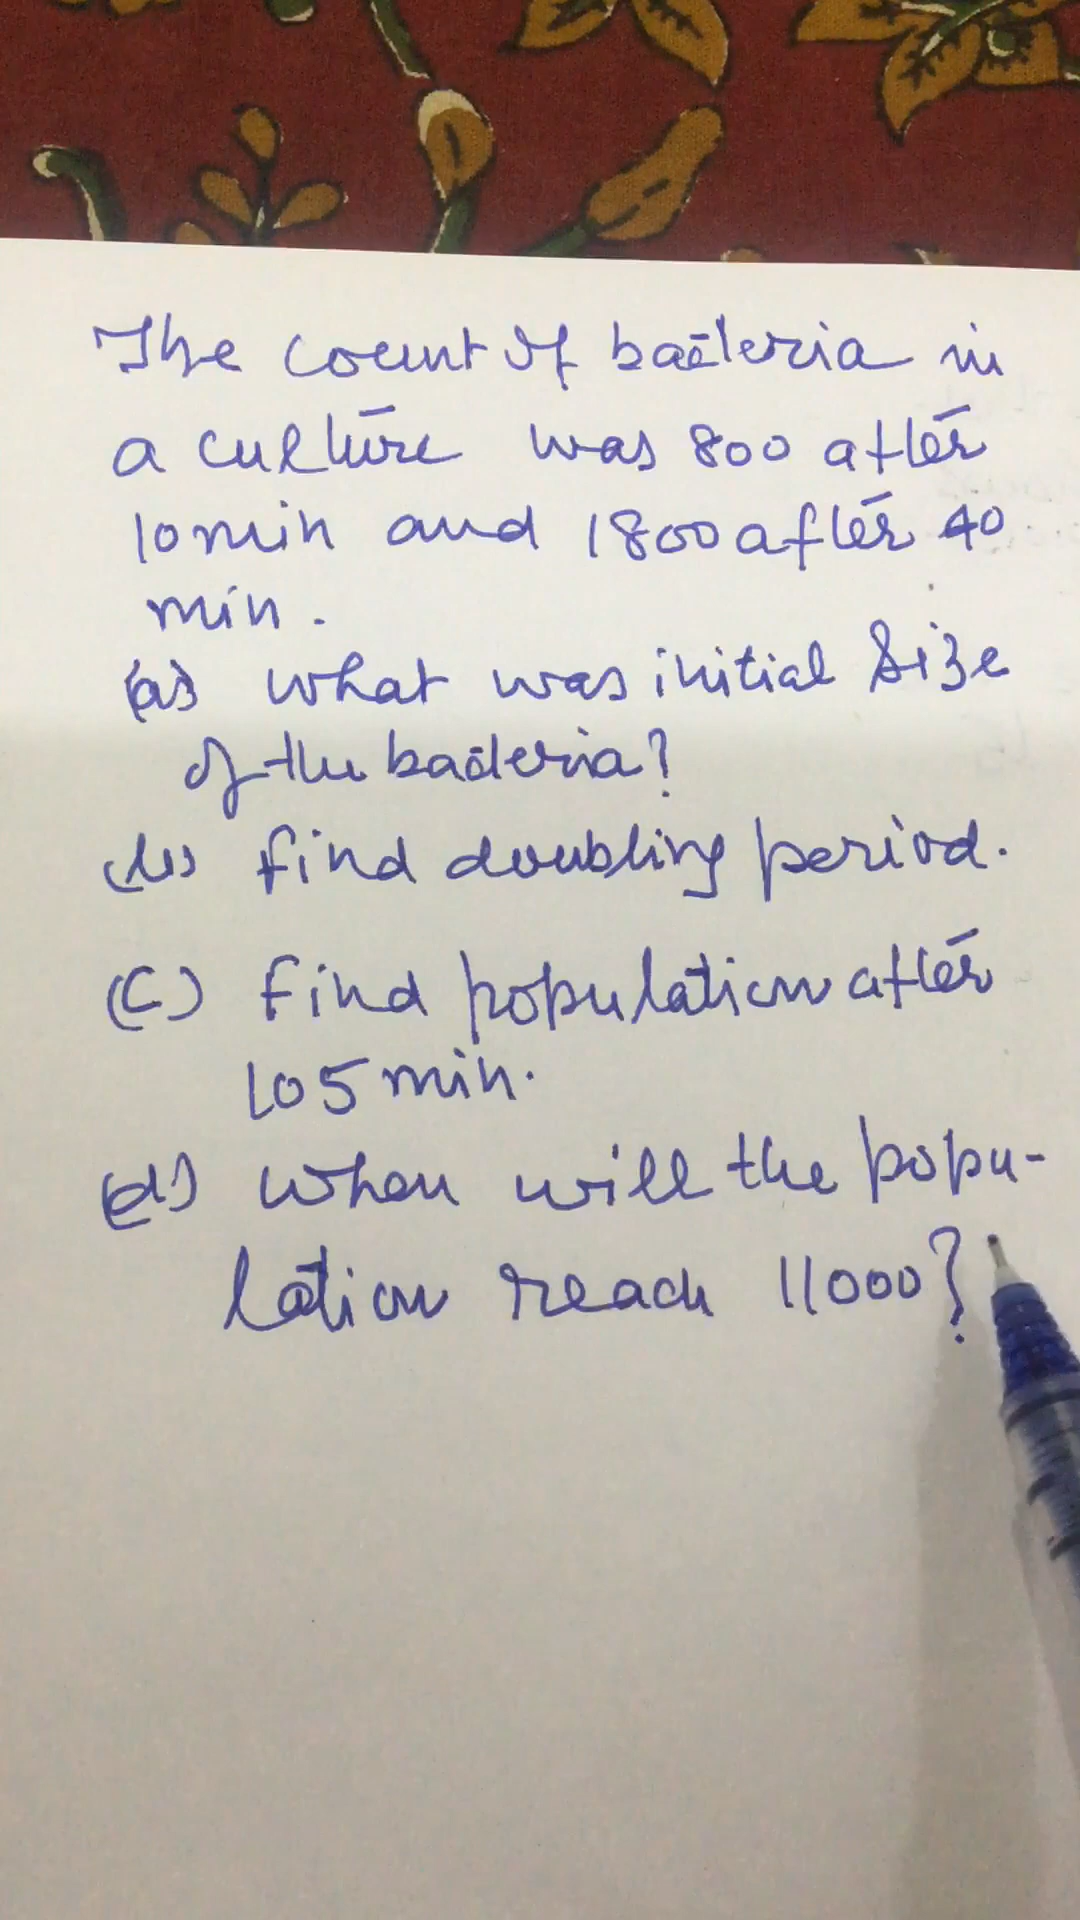 The count of bacteria in
a culture was 800 after
10 min and 1800 after 40
min.
(a) what was initial size
of the bacteria?
(b) find doubling period.
(c) find population after
105 min.
(d) when will the popu-
lation reach 11000?